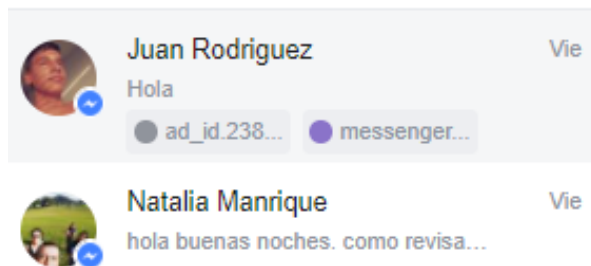 Juan Rodriguez Vie
Hola
ad_id.238... messenger...
Natalia Manrique Vie
hola buenas noches. como revisa...